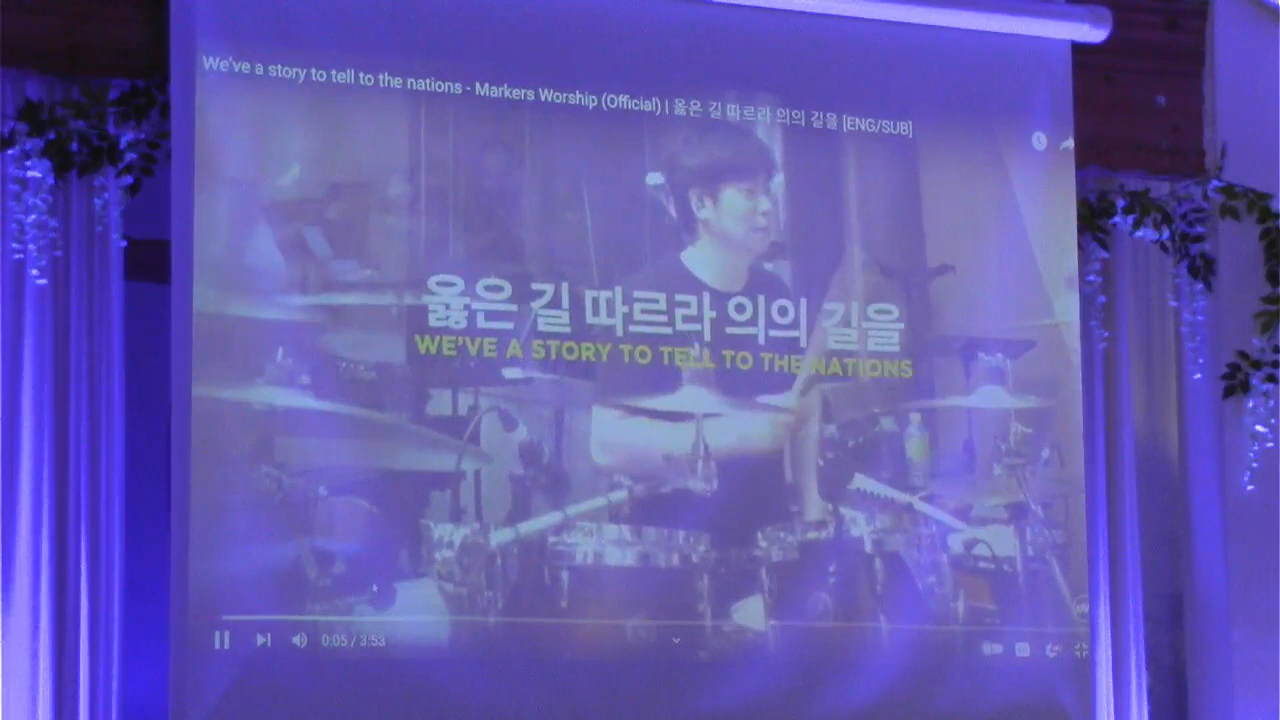 We've a story to tell to the nations - Markers Worship (Official) | 옳은 길 따르라 의의 길을 [ENG/SUB]
옳은 길 따르라 의의 길을
WE'VE A STORY TO TELL TO THE NATIONS
0:05 / 3:53